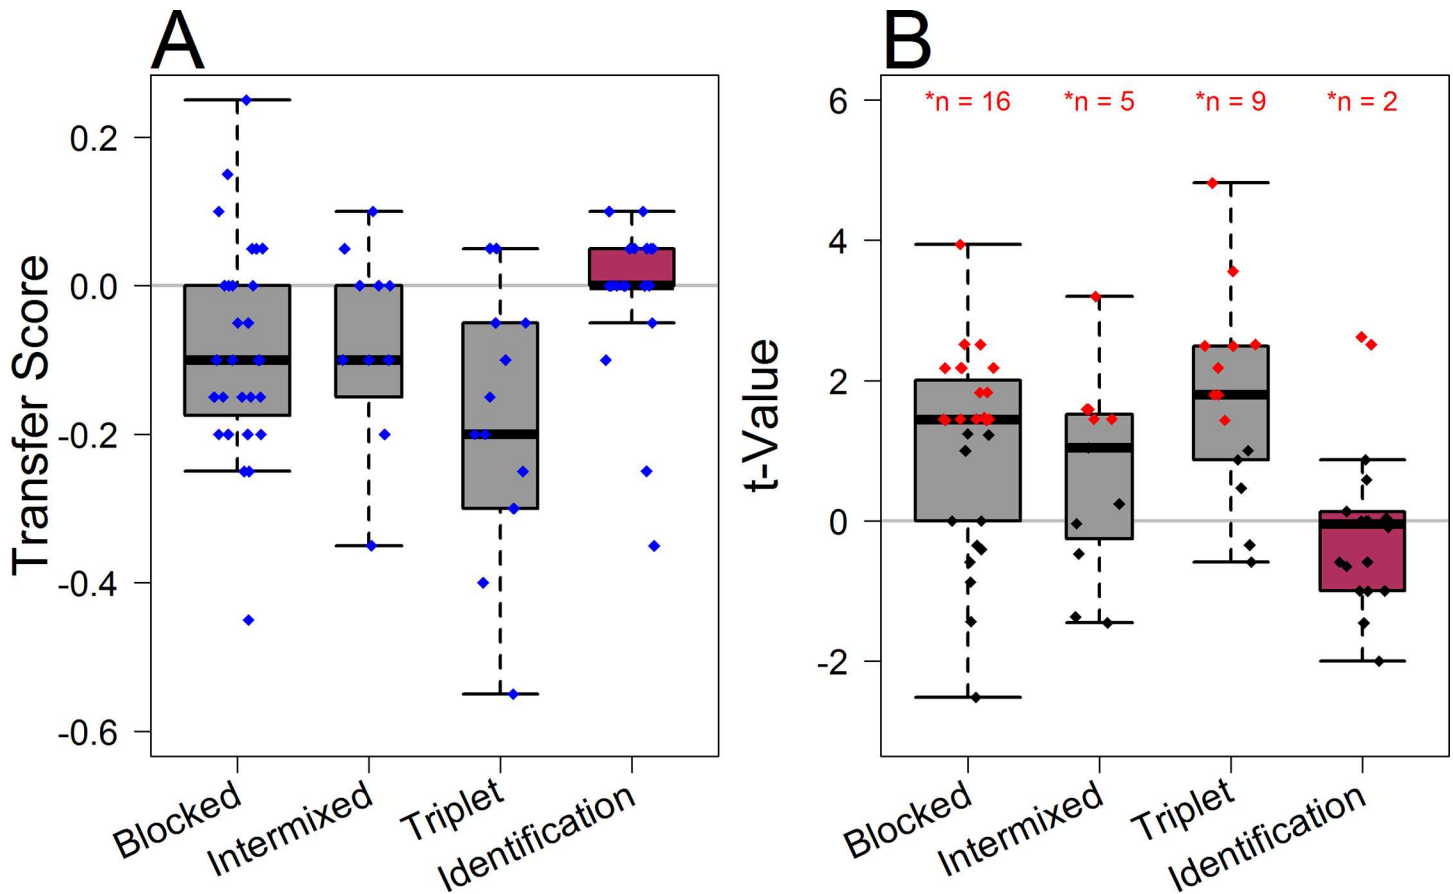 A
Transfer Score
0.2
0.0
-0.2
-0.4
-0.6
Blocked
Intermixed
Triplet
Identification
B
t-Value
*n = 16
*n = 5
*n = 9
*n = 2
6
4
2
0
-2
Blocked
Intermixed
Triplet
Identification